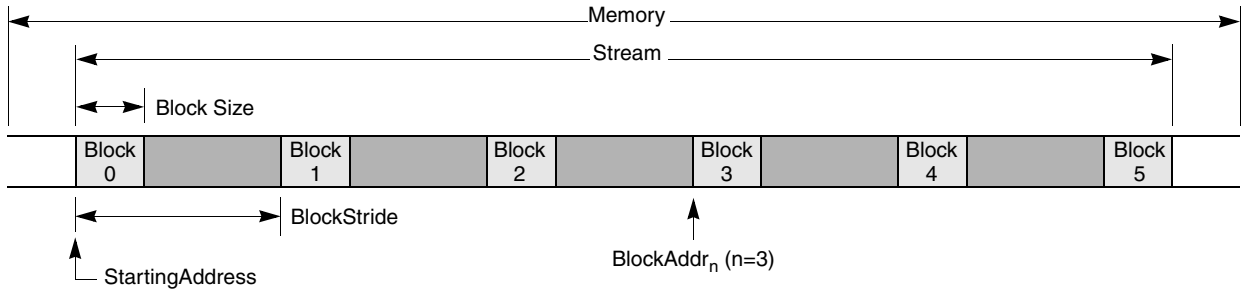 Memory
Stream
Block Size
Block 0
Block 1
Block 2
Block 3
Block 4
Block 5
BlockStride
BlockAddrn (n=3)
StartingAddress